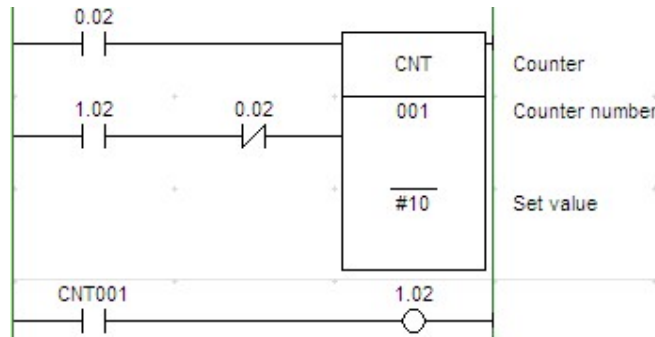 0.02
CNT Counter
1.02 0.02 001 Counter number
#10 Set value
CNT001 1.02